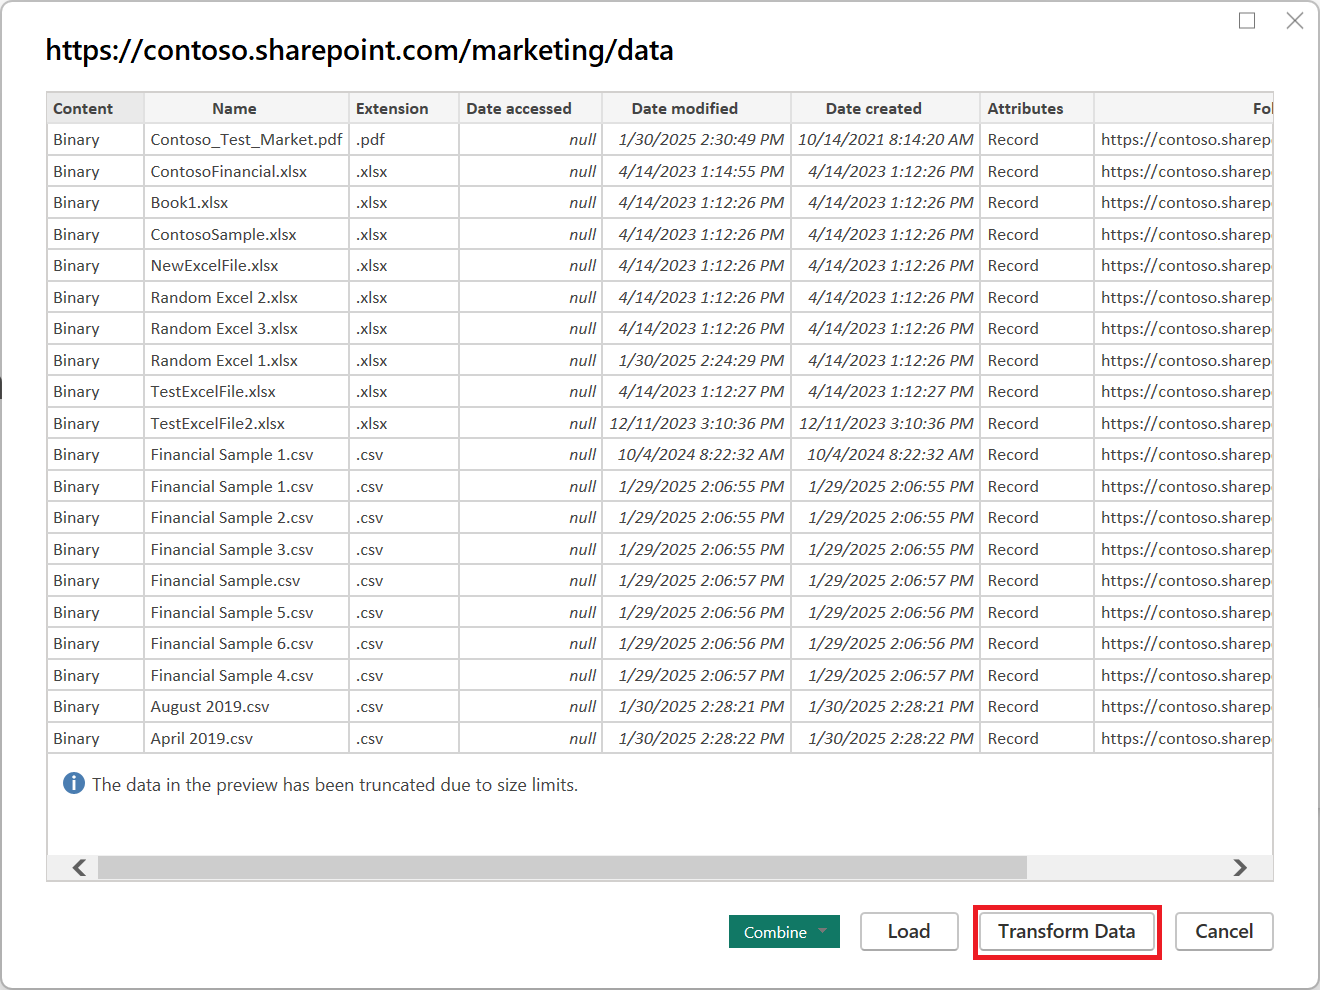 https://contoso.sharepoint.com/marketing/data
Content Name Extension Date accessed Date modified Date created Attributes Fol
Binary Contoso_Test_Market.pdf .pdf null 1/30/2025 2:30:49 PM 10/14/2021 8:14:20 AM Record https://contoso.sharep
Binary ContosoFinancial.xlsx .xlsx null 4/14/2023 1:14:55 PM 4/14/2023 1:12:26 PM Record https://contoso.sharep
Binary Book1.xlsx .xlsx null 4/14/2023 1:12:26 PM 4/14/2023 1:12:26 PM Record https://contoso.sharep
Binary ContosoSample.xlsx .xlsx null 4/14/2023 1:12:26 PM 4/14/2023 1:12:26 PM Record https://contoso.sharep
Binary NewExcelFile.xlsx .xlsx null 4/14/2023 1:12:26 PM 4/14/2023 1:12:26 PM Record https://contoso.sharep
Binary Random Excel 2.xlsx .xlsx null 4/14/2023 1:12:26 PM 4/14/2023 1:12:26 PM Record https://contoso.sharep
Binary Random Excel 3.xlsx .xlsx null 4/14/2023 1:12:26 PM 4/14/2023 1:12:26 PM Record https://contoso.sharep
Binary Random Excel 1.xlsx .xlsx null 1/30/2025 2:24:29 PM 4/14/2023 1:12:26 PM Record https://contoso.sharep
Binary TestExcelFile.xlsx .xlsx null 4/14/2023 1:12:27 PM 4/14/2023 1:12:27 PM Record https://contoso.sharep
Binary TestExcelFile2.xlsx .xlsx null 12/11/2023 3:10:36 PM 12/11/2023 3:10:36 PM Record https://contoso.sharep
Binary Financial Sample 1.csv .csv null 10/4/2024 8:22:32 AM 10/4/2024 8:22:32 AM Record https://contoso.sharep
Binary Financial Sample 1.csv .csv null 1/29/2025 2:06:55 PM 1/29/2025 2:06:55 PM Record https://contoso.sharep
Binary Financial Sample 2.csv .csv null 1/29/2025 2:06:55 PM 1/29/2025 2:06:55 PM Record https://contoso.sharep
Binary Financial Sample 3.csv .csv null 1/29/2025 2:06:55 PM 1/29/2025 2:06:55 PM Record https://contoso.sharep
Binary Financial Sample.csv .csv null 1/29/2025 2:06:57 PM 1/29/2025 2:06:57 PM Record https://contoso.sharep
Binary Financial Sample 5.csv .csv null 1/29/2025 2:06:56 PM 1/29/2025 2:06:56 PM Record https://contoso.sharep
Binary Financial Sample 6.csv .csv null 1/29/2025 2:06:56 PM 1/29/2025 2:06:56 PM Record https://contoso.sharep
Binary Financial Sample 4.csv .csv null 1/29/2025 2:06:57 PM 1/29/2025 2:06:57 PM Record https://contoso.sharep
Binary August 2019.csv .csv null 1/30/2025 2:28:21 PM 1/30/2025 2:28:21 PM Record https://contoso.sharep
Binary April 2019.csv .csv null 1/30/2025 2:28:22 PM 1/30/2025 2:28:22 PM Record https://contoso.sharep
The data in the preview has been truncated due to size limits.
Combine Load Transform Data Cancel